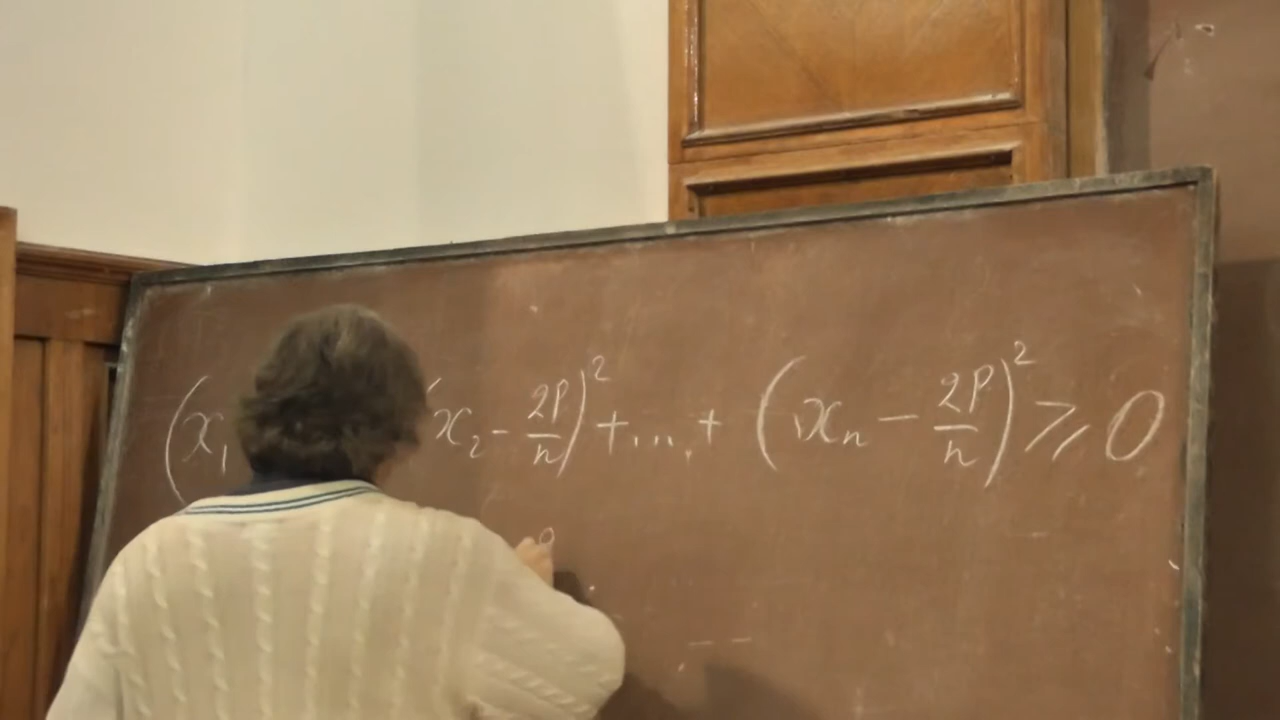 (x₁ (x₂ - 2P/n)² + ... + (xₙ - 2P/n)² ⩾ 0